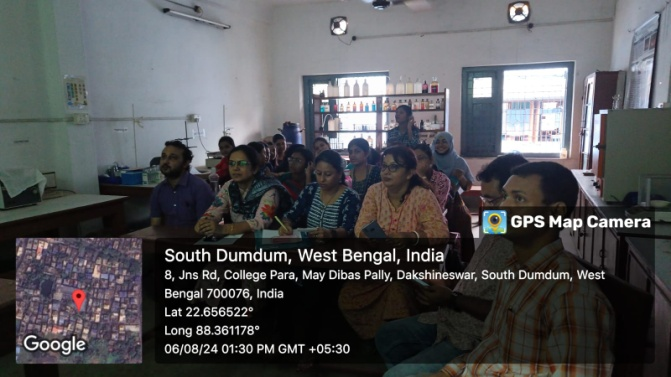 GPS Map Camera
South Dumdum, West Bengal, India
8, Jns Rd, College Para, May Dibas Pally, Dakshineswar, South Dumdum, West
Bengal 700076, India
Lat 22.656522°
Long 88.361178°
06/08/24 01:30 PM GMT +05:30
Google